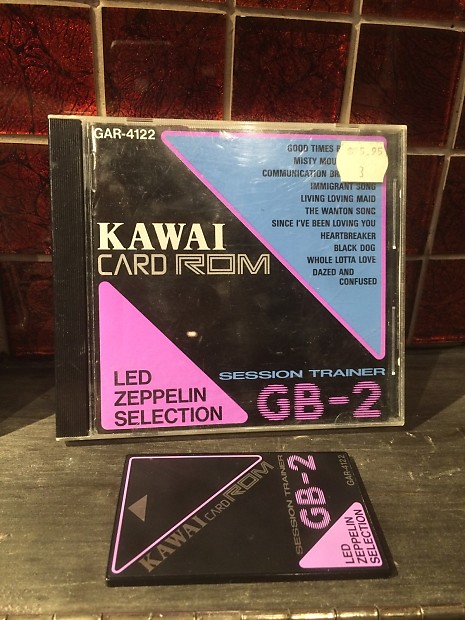 GAR-4122
GOOD TIMES
MISTY
COMMUNICATION
IMMIGRANT SONG
LIVING LOVING MAID
THE WANTON SONG
SINCE I'VE BEEN LOVING YOU
HEARTBREAKER
BLACK DOG
WHOLE LOTTA LOVE
DAZED AND
CONFUSED
KAWAI
CARD ROM
LED
ZEPPELIN
SELECTION
SESSION TRAINER
GB-2
KAWAI CARD ROM
SESSION TRAINER
GB-2
GAR-4122
LED
ZEPPELIN
SELECTION